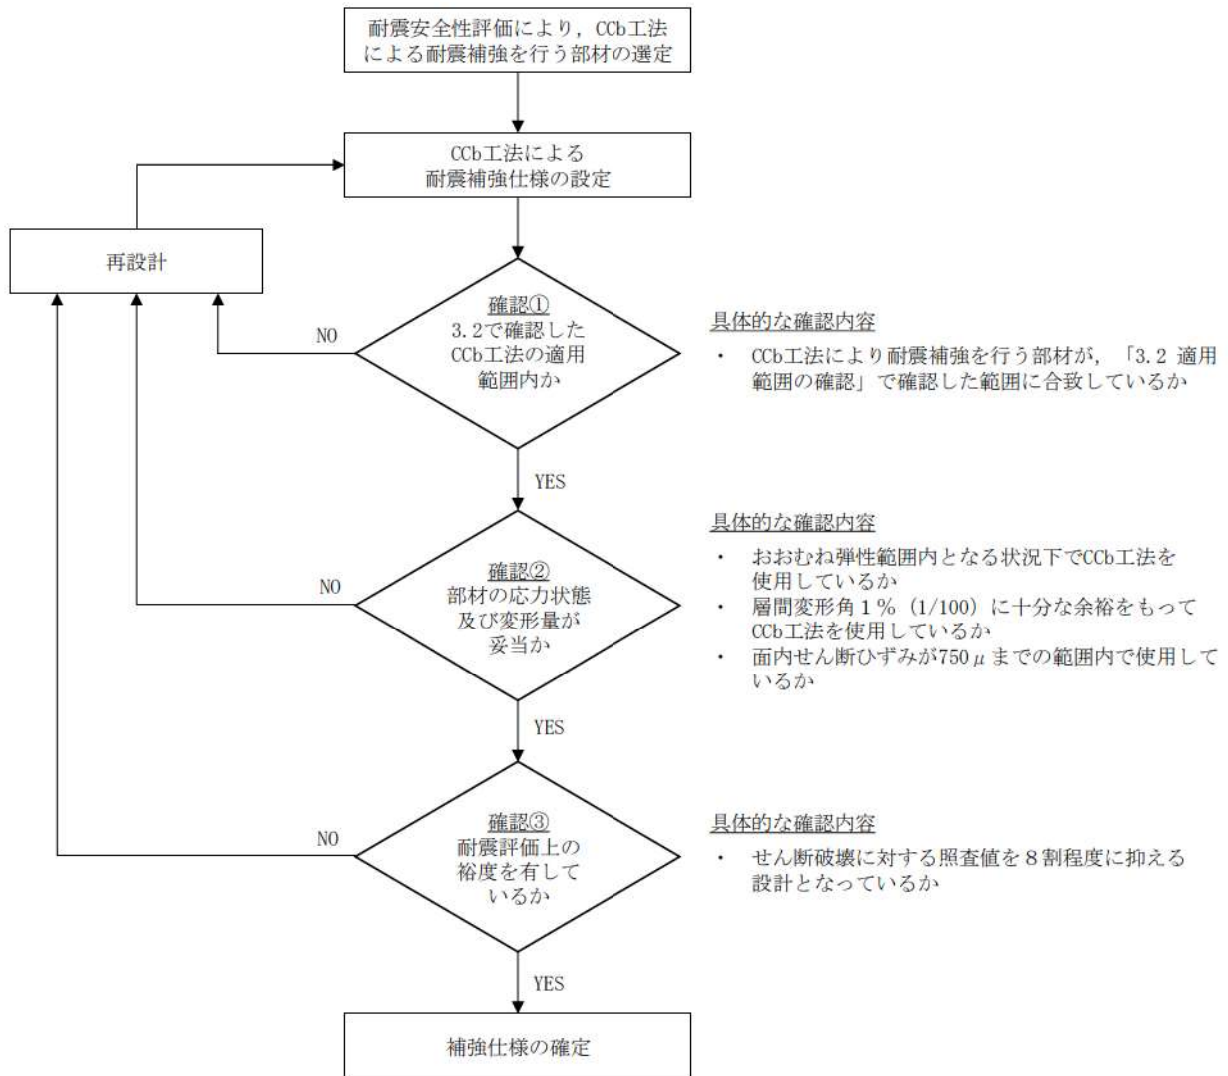 耐震安全性評価により，CCb工法
による耐震補強を行う部材の選定
CCb工法による
耐震補強仕様の設定
再設計
確認①
3.2で確認した
CCb工法の適用
範囲内か
NO
YES
具体的な確認内容
・ CCb工法により耐震補強を行う部材が，「3.2 適用
範囲の確認」で確認した範囲に合致しているか
確認②
部材の応力状態
及び変形量が
妥当か
NO
YES
具体的な確認内容
・ おおむね弾性範囲内となる状況下でCCb工法を
使用しているか
・ 層間変形角１％（1/100）に十分な余裕をもって
CCb工法を使用しているか
・ 面内せん断ひずみが750μまでの範囲内で使用して
いるか
確認③
耐震評価上の
裕度を有して
いるか
NO
YES
具体的な確認内容
・ せん断破壊に対する照査値を８割程度に抑える
設計となっているか
補強仕様の確定